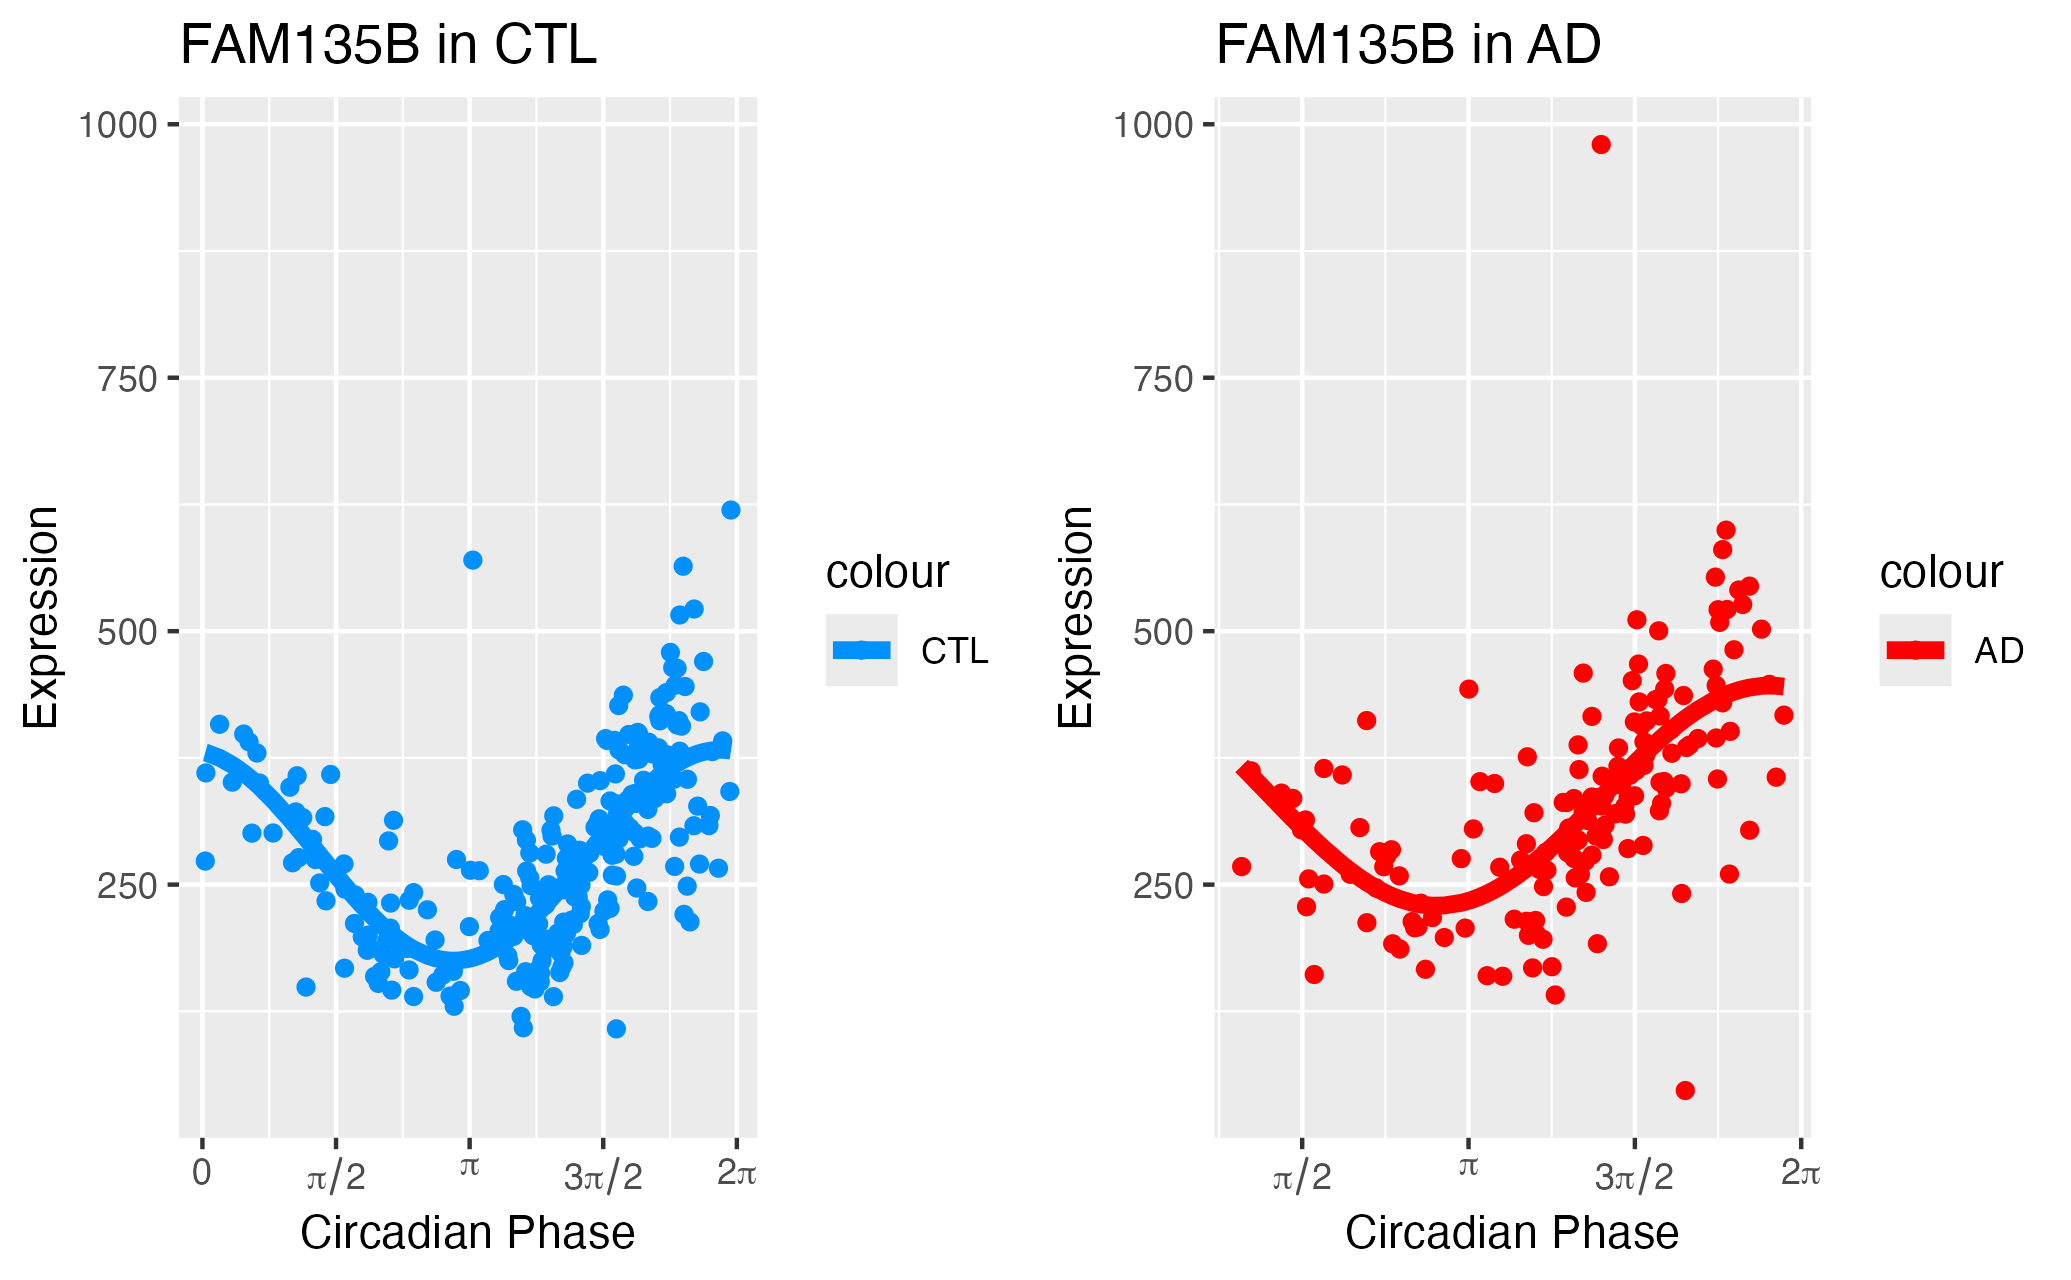 FAM135B in CTL
1000
750
500
250
Expression
0
π/2
π
3π/2
2π
Circadian Phase
colour
CTL
FAM135B in AD
1000
750
500
250
Expression
π/2
π
3π/2
2π
Circadian Phase
colour
AD